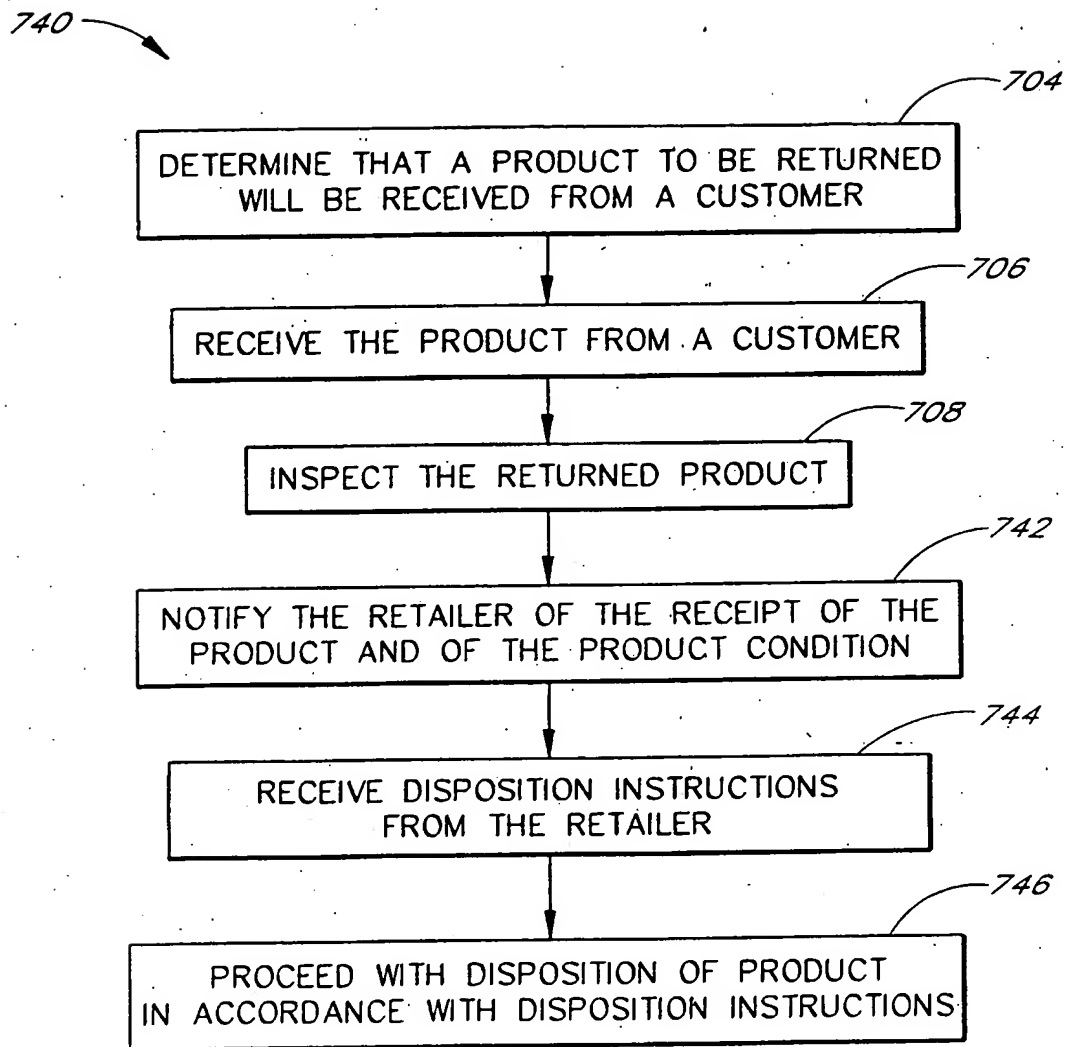 740
704
DETERMINE THAT A PRODUCT TO BE RETURNED
WILL BE RECEIVED FROM A CUSTOMER
706
RECEIVE THE PRODUCT FROM A CUSTOMER
708
INSPECT THE RETURNED PRODUCT
742
NOTIFY THE RETAILER OF THE RECEIPT OF THE
PRODUCT AND OF THE PRODUCT CONDITION
744
RECEIVE DISPOSITION INSTRUCTIONS
FROM THE RETAILER
746
PROCEED WITH DISPOSITION OF PRODUCT
IN ACCORDANCE WITH DISPOSITION INSTRUCTIONS